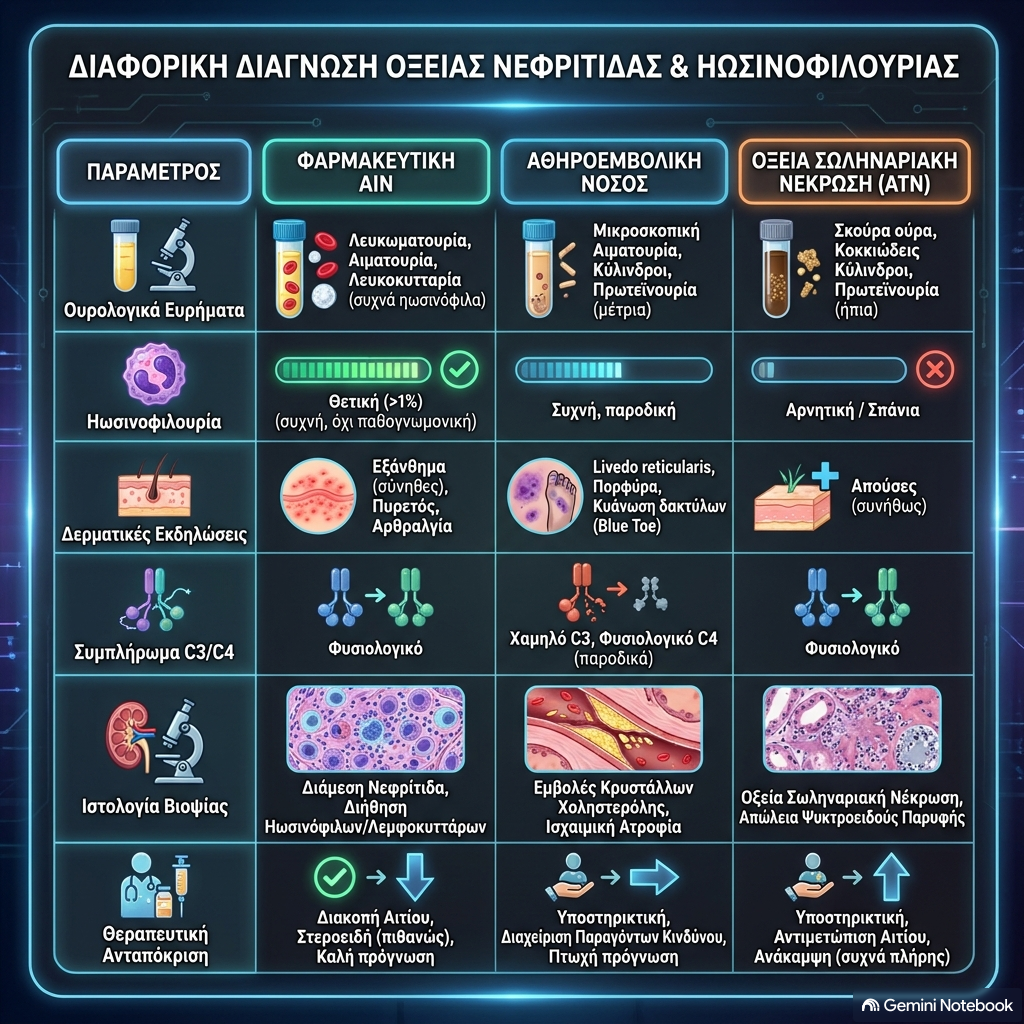 ΔΙΑΦΟΡΙΚΗ ΔΙΑΓΝΩΣΗ ΟΞΕΙΑΣ ΝΕΦΡΙΤΙΔΑΣ & ΗΩΣΙΝΟΦΙΛΟΥΡΙΑΣ
ΠΑΡΑΜΕΤΡΟΣ
ΦΑΡΜΑΚΕΥΤΙΚΗ
ΑΙΝ
ΑΘΗΡΟΕΜΒΟΛΙΚΗ
ΝΟΣΟΣ
ΟΞΕΙΑ ΣΩΛΗΝΑΡΙΑΚΗ
ΝΕΚΡΩΣΗ (ATN)
Ουρολογικά Ευρήματα
Λευκωματουρία,
Αιματουρία,
Λευκοκυτταρία
(συχνά ηωσινόφιλα)
Μικροσκοπική
Αιματουρία,
Κύλινδροι,
Πρωτεϊνουρία
(μέτρια)
Σκούρα ούρα,
Κοκκιώδεις
Κύλινδροι,
Πρωτεϊνουρία
(ήπια)
Ηωσινοφιλουρία
Θετική (>1%)
(συχνή, όχι παθογνωμονική)
Συχνή, παροδική
Αρνητική / Σπάνια
Δερματικές Εκδηλώσεις
Εξάνθημα
(σύνηθες),
Πυρετός,
Αρθραλγία
Livedo reticularis,
Πορφύρα,
Κυάνωση δακτύλων
(Blue Toe)
Απούσες
(συνήθως)
Συμπλήρωμα C3/C4
Φυσιολογικό
Χαμηλό C3, Φυσιολογικό C4
(παροδικά)
Φυσιολογικό
Ιστολογία Βιοψίας
Διάμεση Νεφρίτιδα,
Διήθηση
Ηωσινόφιλων/Λεμφοκυττάρων
Εμβολές Κρυστάλλων
Χοληστερόλης,
Ισχαιμική Ατροφία
Οξεία Σωληναριακή Νέκρωση,
Απώλεια Ψυκτροειδούς Παρυφής
Θεραπευτική
Ανταπόκριση
Διακοπή Αιτίου,
Στεροειδή (πιθανώς),
Καλή πρόγνωση
Υποστηρικτική,
Διαχείριση Παραγόντων Κινδύνου,
Πτωχή πρόγνωση
Υποστηρικτική,
Αντιμετώπιση Αιτίου,
Ανάκαμψη (συχνά πλήρης)
Gemini Notebook